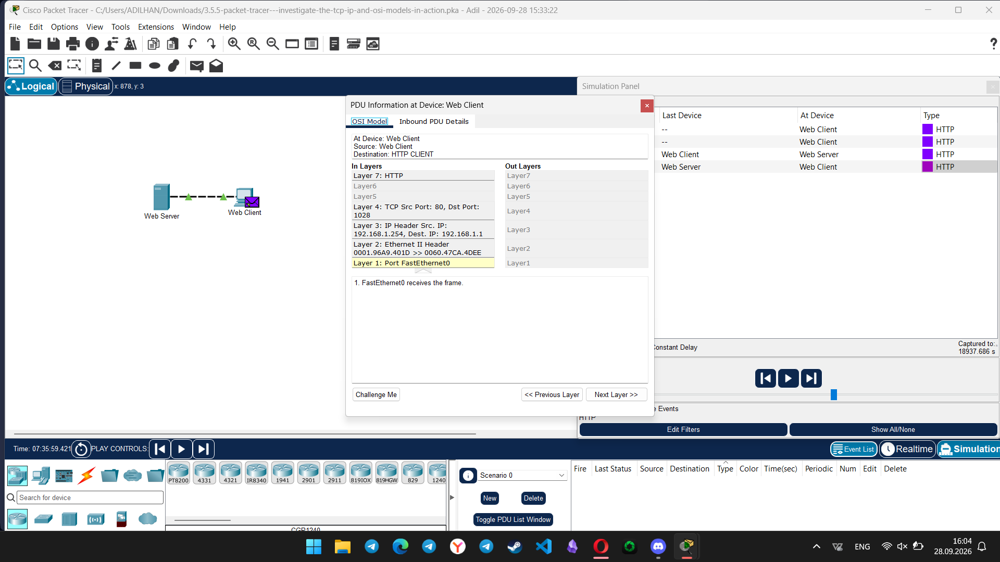 Cisco Packet Tracer - C:/Users/ADILHAN/Downloads/3.5.5-packet-tracer---investigate-the-tcp-ip-and-osi-models-in-action.pka - Adil - 2026-09-28 15:33:22
File Edit Options View Tools Extensions Window Help
Logical Physical x: 878, y: 3
Simulation Panel
PDU Information at Device: Web Client
OSI Model Inbound PDU Details
At Device: Web Client
Source: Web Client
Destination: HTTP CLIENT
In Layers Out Layers
Layer 7: HTTP Layer7
Layer6 Layer6
Layer5 Layer5
Layer 4: TCP Src Port: 80, Dst Port:
1028
Layer4
Layer 3: IP Header Src. IP:
192.168.1.254, Dest. IP: 192.168.1.1
Layer3
Layer 2: Ethernet II Header
0001.96A9.401D >> 0060.47CA.4DEE
Layer2
Layer 1: Port FastEthernet0 Layer1
1. FastEthernet0 receives the frame.
Challenge Me << Previous Layer Next Layer >>
Last Device At Device Type
-- Web Client HTTP
-- Web Client HTTP
Web Client Web Server HTTP
Web Server Web Client HTTP
Web Server
Web Client
Constant Delay
Captured to:
18937.686 s
e Events
HTTP
Edit Filters Show All/None
Time: 07:35:59.421 PLAY CONTROLS:
Event List Realtime Simulation
PT8200 4331 4321 IR8340 1941 2901 2911 819IOX 819HGW 829 1240
Search for device
CGR1240
Scenario 0
New Delete
Toggle PDU List Window
Fire Last Status Source Destination Type Color Time(sec) Periodic Num Edit Delete
ENG
16:04
28.09.2026